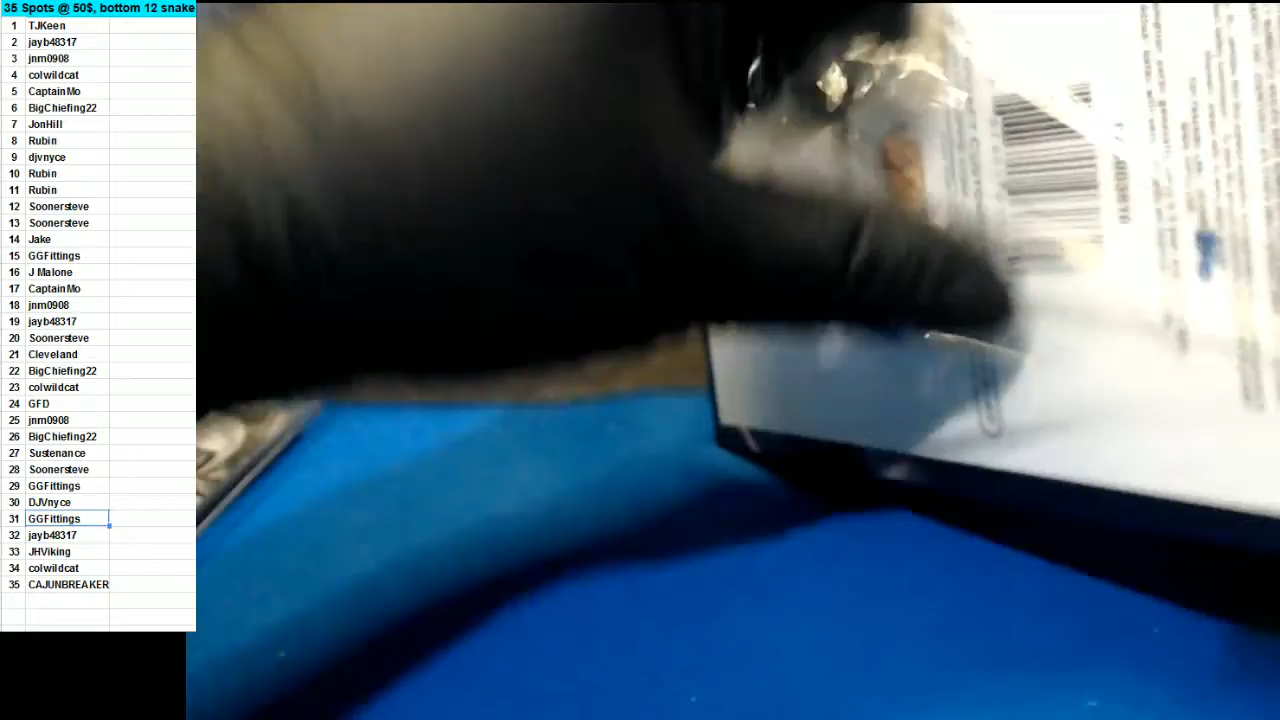 35 Spots @ 50$, bottom 12 snake
1 TJKeen
2 jayb48317
3 jnm0908
4 colwildcat
5 CaptainMo
6 BigChiefing22
7 JonHill
8 Rubin
9 djvnyce
10 Rubin
11 Rubin
12 Soonersteve
13 Soonersteve
14 Jake
15 GGFittings
16 J Malone
17 CaptainMo
18 jnm0908
19 jayb48317
20 Soonersteve
21 Cleveland
22 BigChiefing22
23 colwildcat
24 GFD
25 jnm0908
26 BigChiefing22
27 Sustenance
28 Soonersteve
29 GGFittings
30 DJVnyce
31 GGFittings
32 jayb48317
33 JHViking
34 colwildcat
35 CAJUNBREAKER